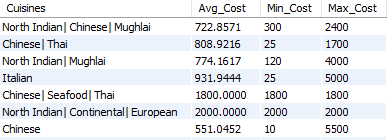 Cuisines Avg_Cost Min_Cost Max_Cost
North Indian| Chinese| Mughlai 722.8571 300 2400
Chinese| Thai 808.9216 25 1700
North Indian| Mughlai 774.1617 120 4000
Italian 931.9444 25 5000
Chinese| Seafood| Thai 1800.0000 1800 1800
North Indian| Continental| European 2000.0000 2000 2000
Chinese 551.0452 10 5500